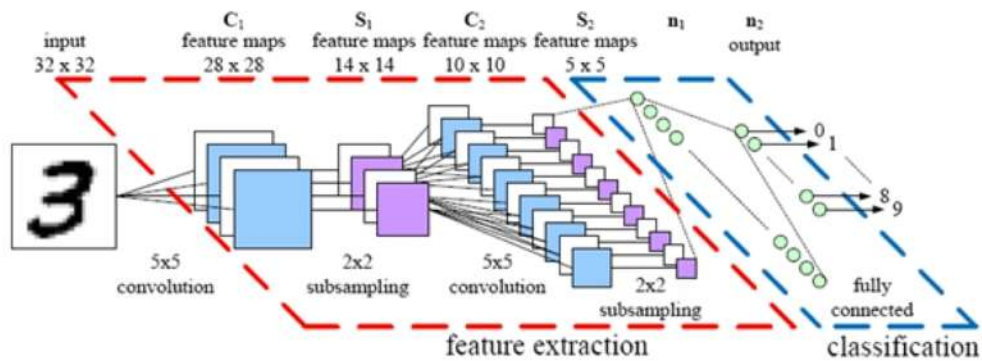 C₁ S₁ C₂ S₂ n₁ n₂
input feature maps feature maps feature maps feature maps output
32 x 32 28 x 28 14 x 14 10 x 10 5 x 5
3
0
1
8
9
5x5 2x2 5x5 2x2 fully
convolution subsampling convolution subsampling connected
feature extraction classification